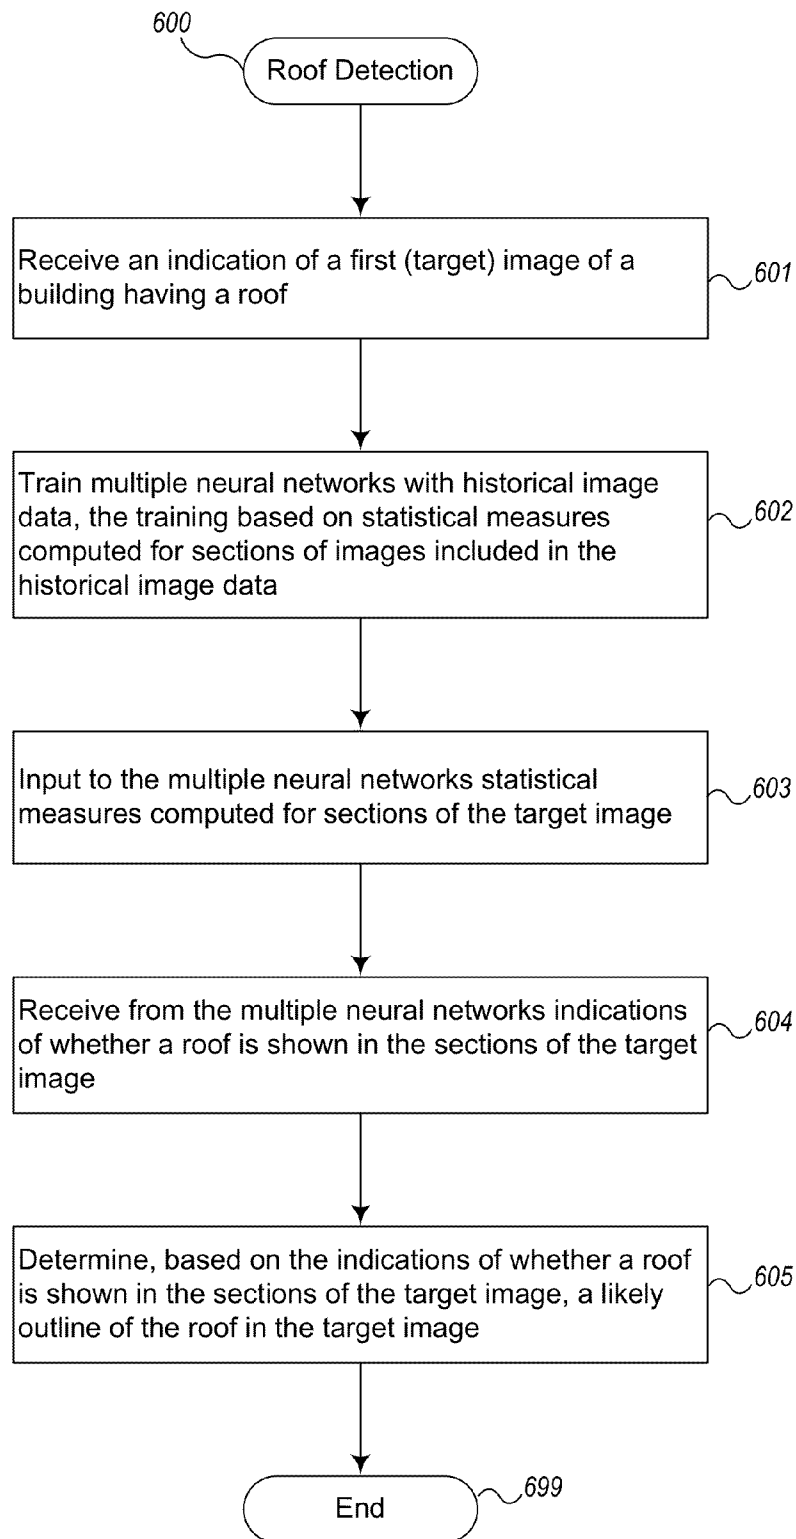 600
Roof Detection
Receive an indication of a first (target) image of a
building having a roof
601
Train multiple neural networks with historical image
data, the training based on statistical measures
computed for sections of images included in the
historical image data
602
Input to the multiple neural networks statistical
measures computed for sections of the target image
603
Receive from the multiple neural networks indications
of whether a roof is shown in the sections of the target
image
604
Determine, based on the indications of whether a roof
is shown in the sections of the target image, a likely
outline of the roof in the target image
605
End
699